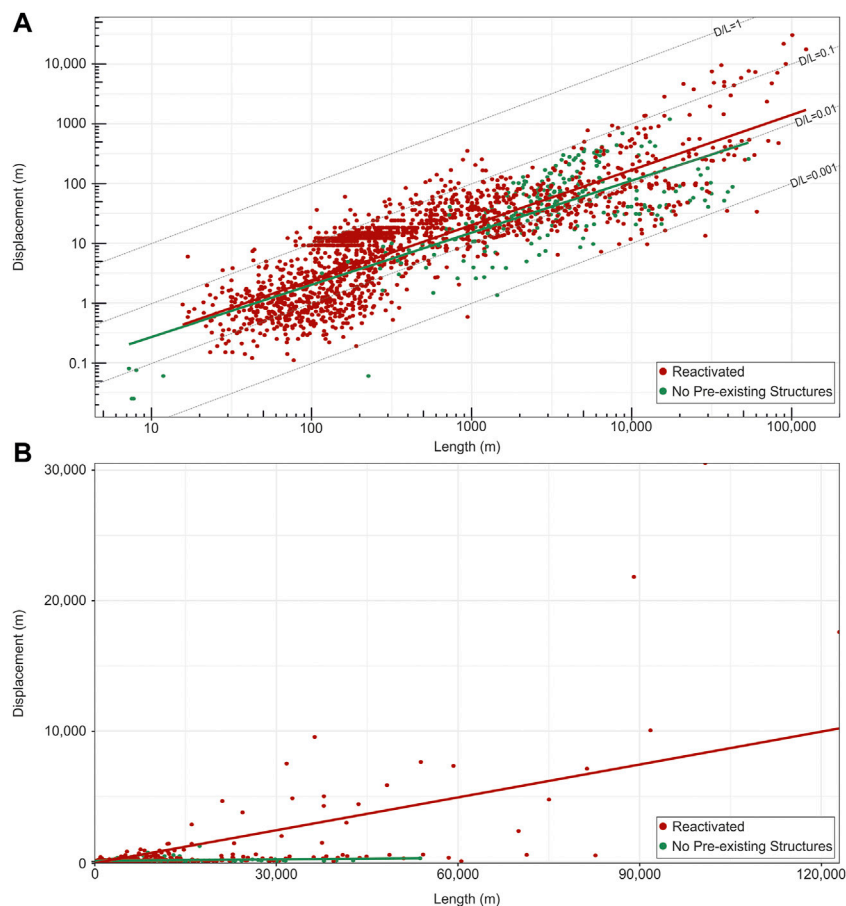 A
D/L=1
D/L=0.1
D/L=0.01
D/L=0.001
10,000
1000
100
10
1
0.1
Displacement (m)
Reactivated
No Pre-existing Structures
10
100
1000
10,000
100,000
Length (m)
B
30,000
20,000
10,000
0
Displacement (m)
Reactivated
No Pre-existing Structures
0
30,000
60,000
90,000
120,000
Length (m)